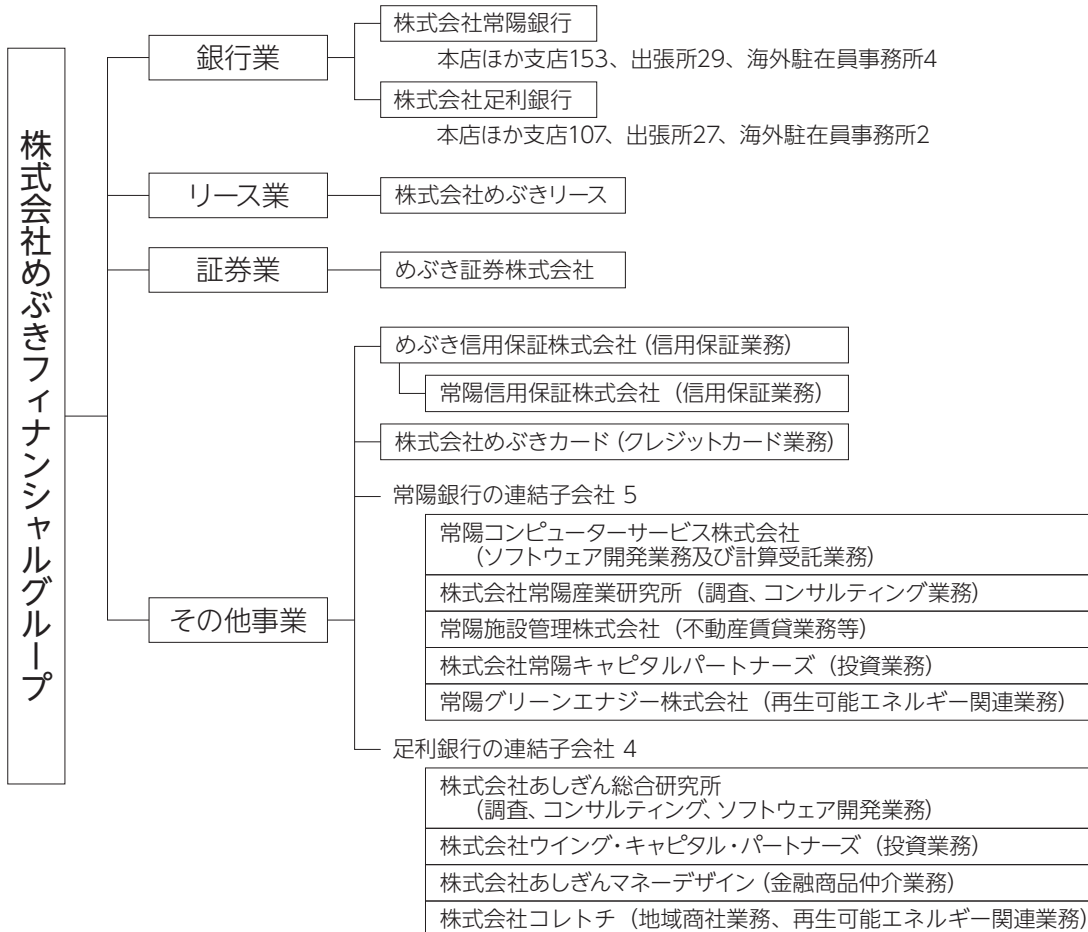 株式会社めぶきフィナンシャルグループ
銀行業
株式会社常陽銀行
本店ほか支店153、出張所29、海外駐在員事務所4
株式会社足利銀行
本店ほか支店107、出張所27、海外駐在員事務所2
リース業
株式会社めぶきリース
証券業
めぶき証券株式会社
その他事業
めぶき信用保証株式会社（信用保証業務）
常陽信用保証株式会社（信用保証業務）
株式会社めぶきカード（クレジットカード業務）
常陽銀行の連結子会社 5
常陽コンピューターサービス株式会社
（ソフトウェア開発業務及び計算受託業務）
株式会社常陽産業研究所（調査、コンサルティング業務）
常陽施設管理株式会社（不動産賃貸業務等）
株式会社常陽キャピタルパートナーズ（投資業務）
常陽グリーンエナジー株式会社（再生可能エネルギー関連業務）
足利銀行の連結子会社 4
株式会社あしぎん総合研究所
（調査、コンサルティング、ソフトウェア開発業務）
株式会社ウイング・キャピタル・パートナーズ（投資業務）
株式会社あしぎんマネーデザイン（金融商品仲介業務）
株式会社コレトチ（地域商社業務、再生可能エネルギー関連業務）